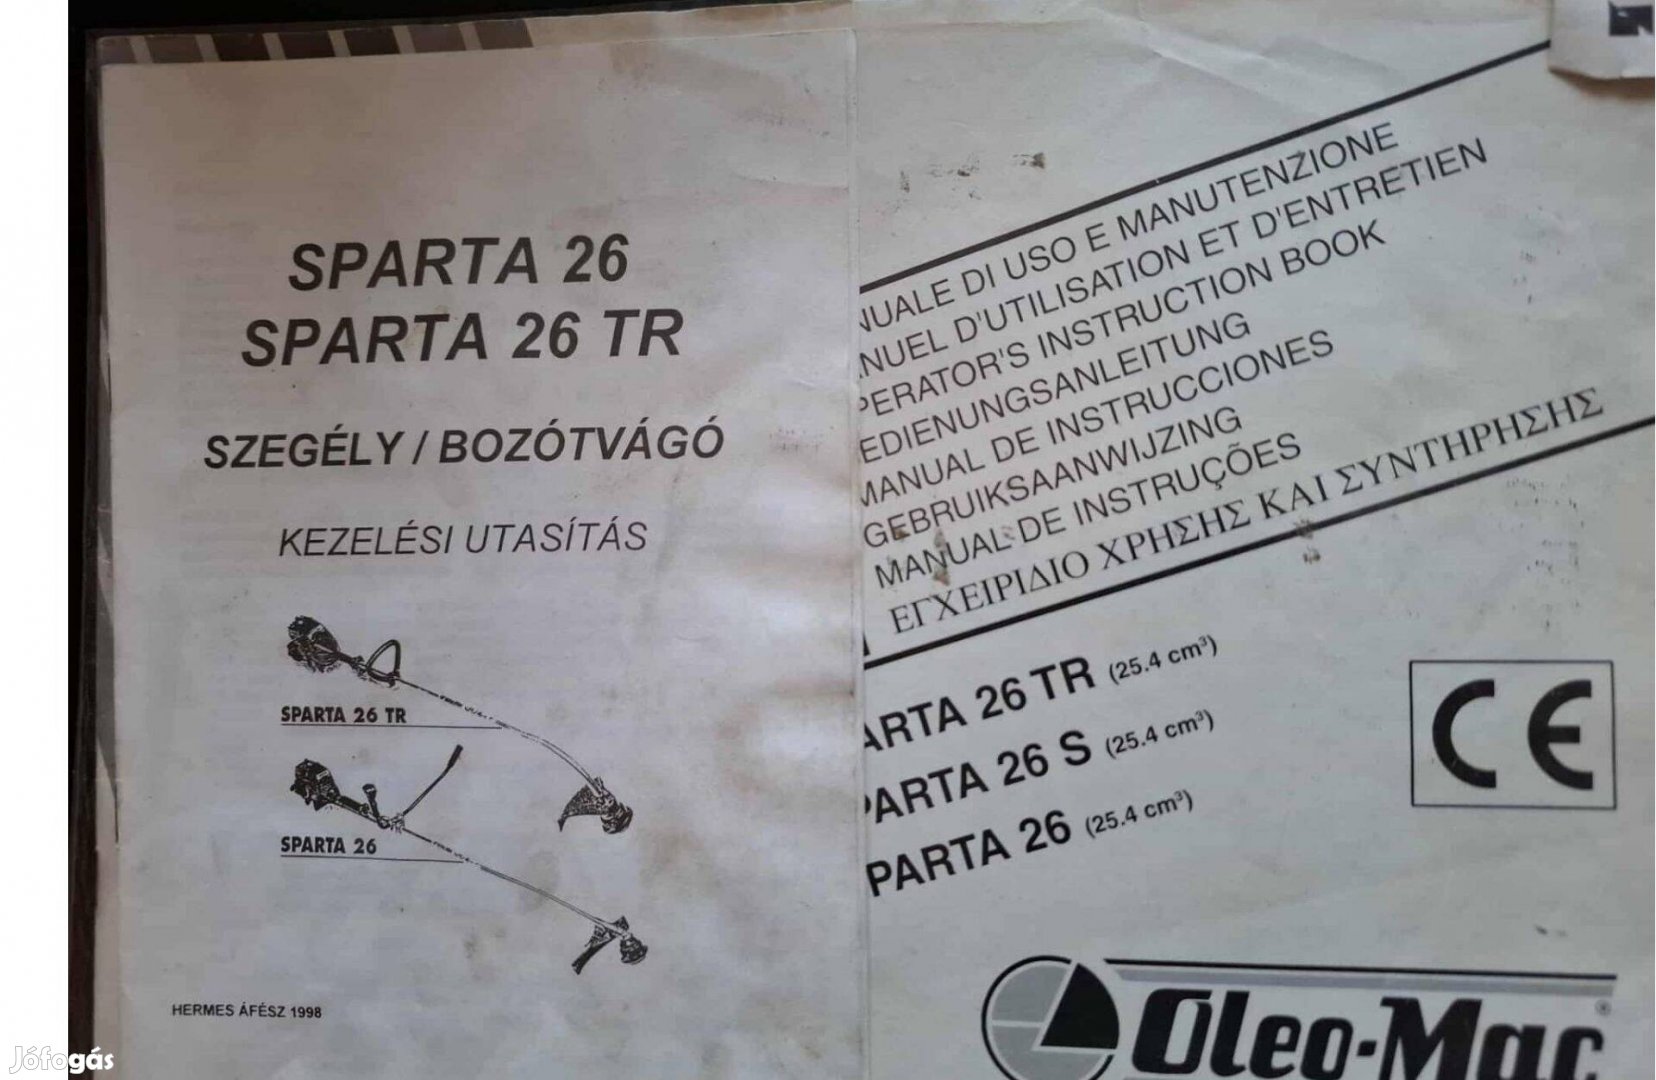 SPARTA 26
SPARTA 26 TR
SZEGÉLY / BOZÓTVÁGÓ
KEZELÉSI UTASÍTÁS
SPARTA 26 TR
SPARTA 26
HERMES ÁFÉSZ 1998
NUALE DI USO E MANUTENZIONE
NUEL D'UTILISATION ET D'ENTRETIEN
PERATOR'S INSTRUCTION BOOK
EDIENUNGSANLEITUNG
MANUAL DE INSTRUCCIONES
GEBRUIKSAANWIJZING
MANUAL DE INSTRUÇÕES
ΕΓΧΕΙΡΙΔΙΟ ΧΡΗΣΗΣ ΚΑΙ ΣΥΝΤΗΡΗΣΗΣ
ARTA 26 TR (25.4 cm³)
PARTA 26 S (25.4 cm³)
PARTA 26 (25.4 cm³)
CE
Oleo-Mac®
Jófogás